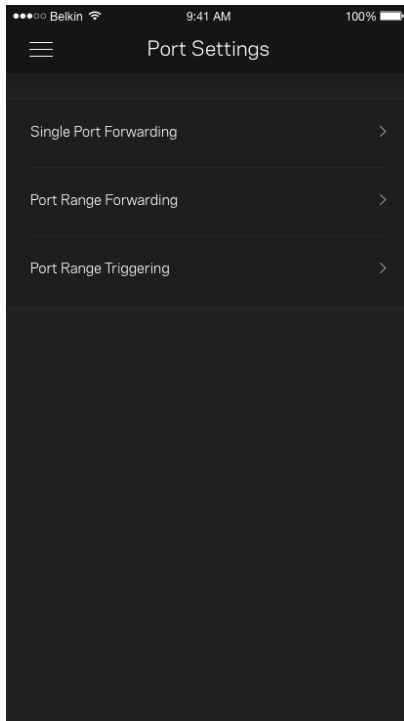 Belkin 9:41 AM 100%
Port Settings
Single Port Forwarding
Port Range Forwarding
Port Range Triggering